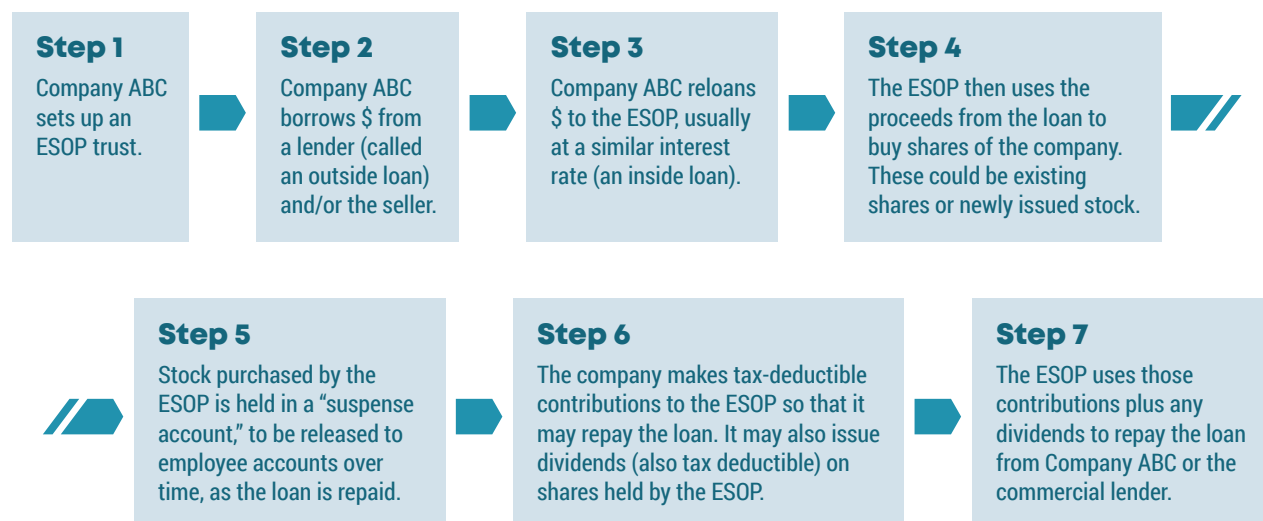 Step 1
Company ABC
sets up an
ESOP trust.
Step 2
Company ABC
borrows $ from
a lender (called
an outside loan)
and/or the seller.
Step 3
Company ABC reloans
$ to the ESOP, usually
at a similar interest
rate (an inside loan).
Step 4
The ESOP then uses the
proceeds from the loan to
buy shares of the company.
These could be existing
shares or newly issued stock.
Step 5
Stock purchased by the
ESOP is held in a “suspense
account,” to be released to
employee accounts over
time, as the loan is repaid.
Step 6
The company makes tax-deductible
contributions to the ESOP so that it
may repay the loan. It may also issue
dividends (also tax deductible) on
shares held by the ESOP.
Step 7
The ESOP uses those
contributions plus any
dividends to repay the loan
from Company ABC or the
commercial lender.